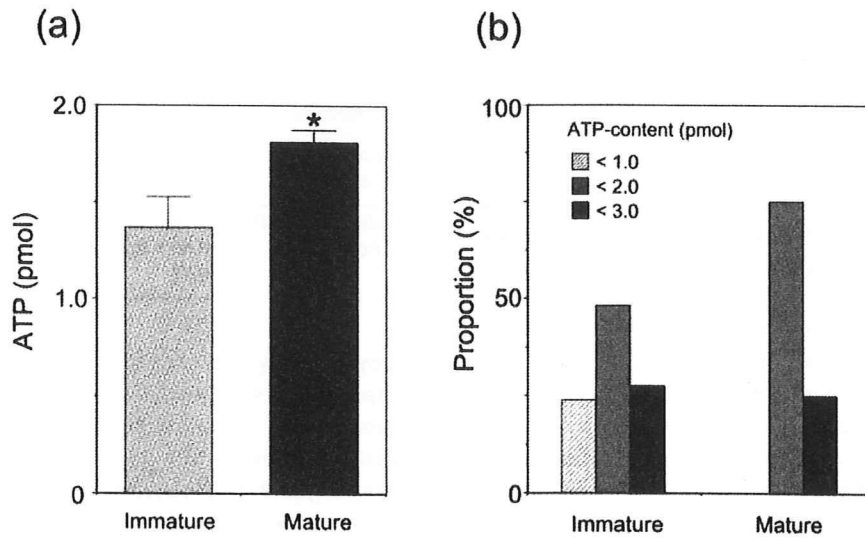 (a)
2.0
*
1.0
0
ATP (pmol)
Immature Mature
(b)
100
50
0
Proportion (%)
ATP-content (pmol)
< 1.0
< 2.0
< 3.0
Immature Mature